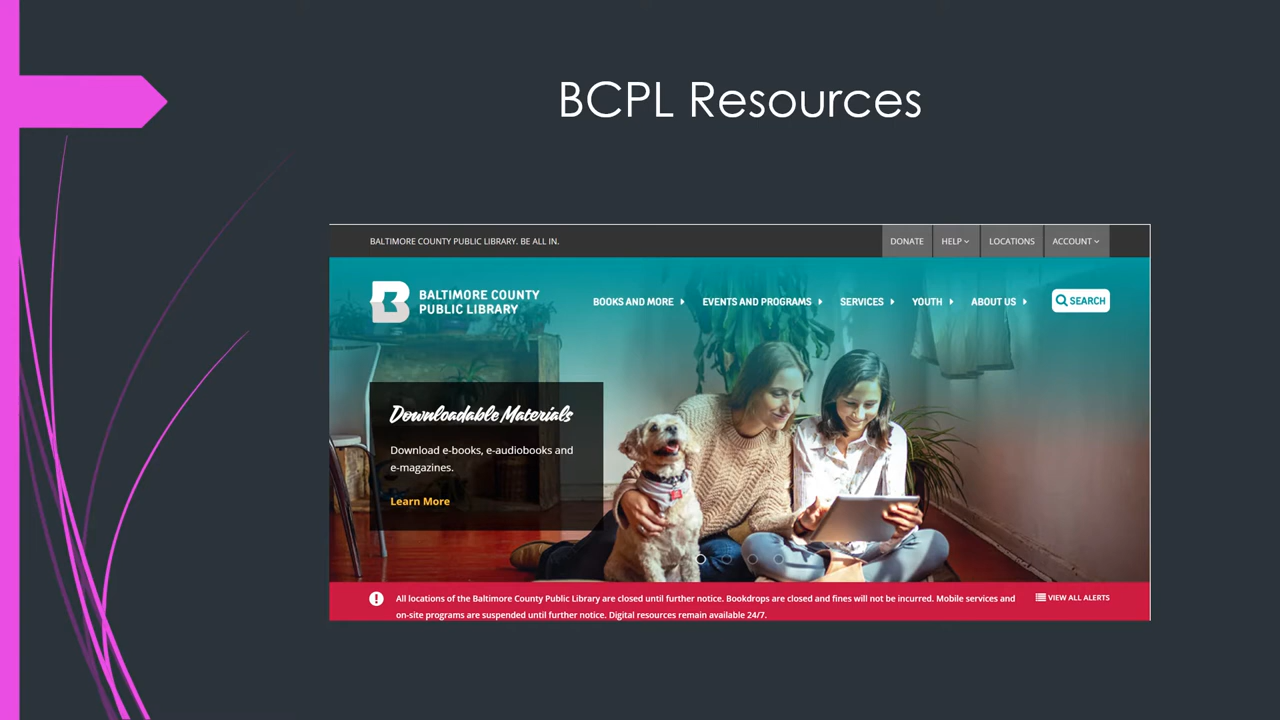 BCPL Resources
BALTIMORE COUNTY PUBLIC LIBRARY. BE ALL IN.
DONATE
HELP
LOCATIONS
ACCOUNT
BALTIMORE COUNTY
PUBLIC LIBRARY
BOOKS AND MORE
EVENTS AND PROGRAMS
SERVICES
YOUTH
ABOUT US
SEARCH
Downloadable Materials
Download e-books, e-audiobooks and
e-magazines.
Learn More
All locations of the Baltimore County Public Library are closed until further notice. Bookdrops are closed and fines will not be incurred. Mobile services and
on-site programs are suspended until further notice. Digital resources remain available 24/7.
VIEW ALL ALERTS